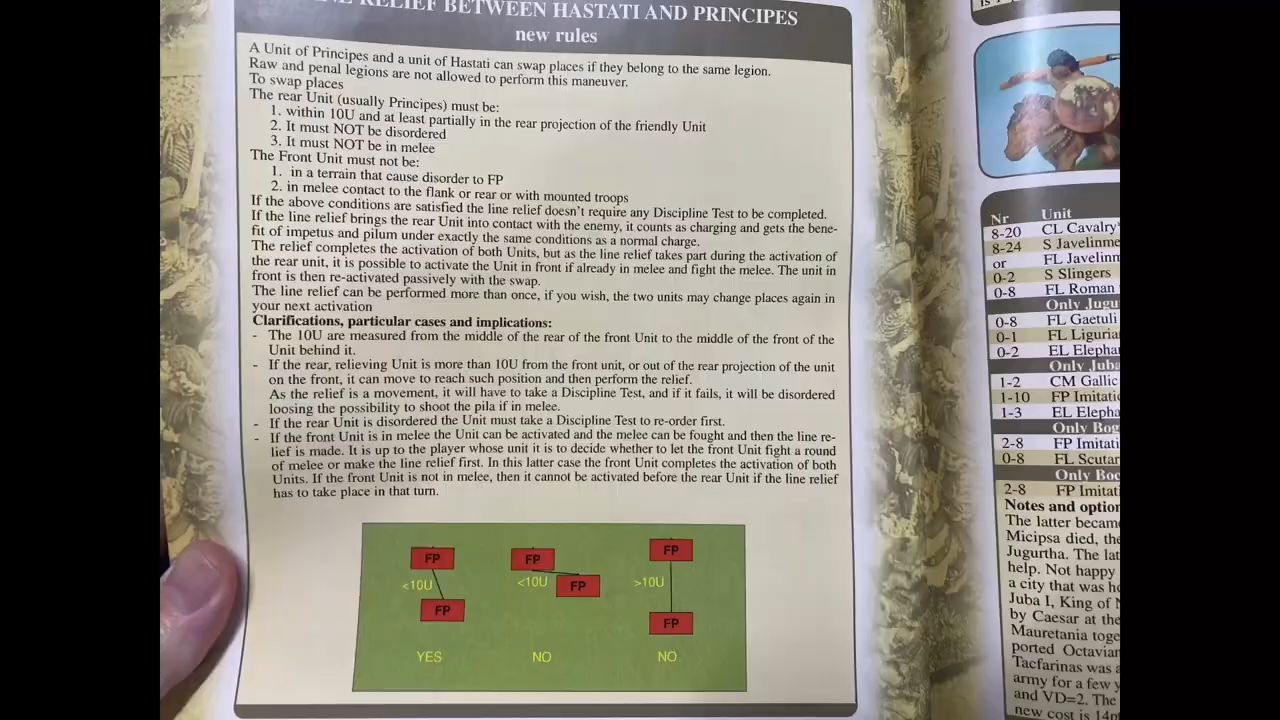 LINE RELIEF BETWEEN HASTATI AND PRINCIPES
new rules
A Unit of Principes and a unit of Hastati can swap places if they belong to the same legion.
Raw and penal legions are not allowed to perform this maneuver.
To swap places
The rear Unit (usually Principes) must be:
1. within 10U and at least partially in the rear projection of the friendly Unit
2. It must NOT be disordered
3. It must NOT be in melee
The Front Unit must not be:
1. in a terrain that cause disorder to FP
2. in melee contact to the flank or rear or with mounted troops
If the above conditions are satisfied the line relief doesn't require any Discipline Test to be completed.
If the line relief brings the rear Unit into contact with the enemy, it counts as charging and gets the bene-
fit of impetus and pilum under exactly the same conditions as a normal charge.
The relief completes the activation of both Units, but as the line relief takes part during the activation of
the rear unit, it is possible to activate the Unit in front if already in melee and fight the melee. The unit in
front is then re-activated passively with the swap.
The line relief can be performed more than once, if you wish, the two units may change places again in
your next activation
Clarifications, particular cases and implications:
- The 10U are measured from the middle of the rear of the front Unit to the middle of the front of the
Unit behind it.
- If the rear, relieving Unit is more than 10U from the front unit, or out of the rear projection of the unit
on the front, it can move to reach such position and then perform the relief.
As the relief is a movement, it will have to take a Discipline Test, and if it fails, it will be disordered
loosing the possibility to shoot the pila if in melee.
- If the rear Unit is disordered the Unit must take a Discipline Test to re-order first.
- If the front Unit is in melee the Unit can be activated and the melee can be fought and then the line re-
lief is made. It is up to the player whose unit it is to decide whether to let the front Unit fight a round
of melee or make the line relief first. In this latter case the front Unit completes the activation of both
Units. If the front Unit is not in melee, then it cannot be activated before the rear Unit if the line relief
has to take place in that turn.
FP FP FP
<10U <10U FP >10U
FP FP
YES NO NO
Nr Unit
8-20 CL Cavalry
8-24 S Javelinme
or FL Javelinm
0-2 S Slingers
0-8 FL Roman
Only Jugu
0-8 FL Gaetuli
0-1 FL Liguria
0-2 EL Elepha
Only Juba
1-2 CM Gallic
1-10 FP Imitatio
1-3 EL Elepha
Only Bog
2-8 FP Imitati
0-8 FL Scutar
Only Boc
2-8 FP Imitat
Notes and option
The latter becam
Micipsa died, the
Jugurtha. The lat
help. Not happy
a city that was he
Juba I, King of N
by Caesar at the
Mauretania toge
ported Octavian
Tacfarinas was a
army for a few y
and VD=2. The
new cost is 14p